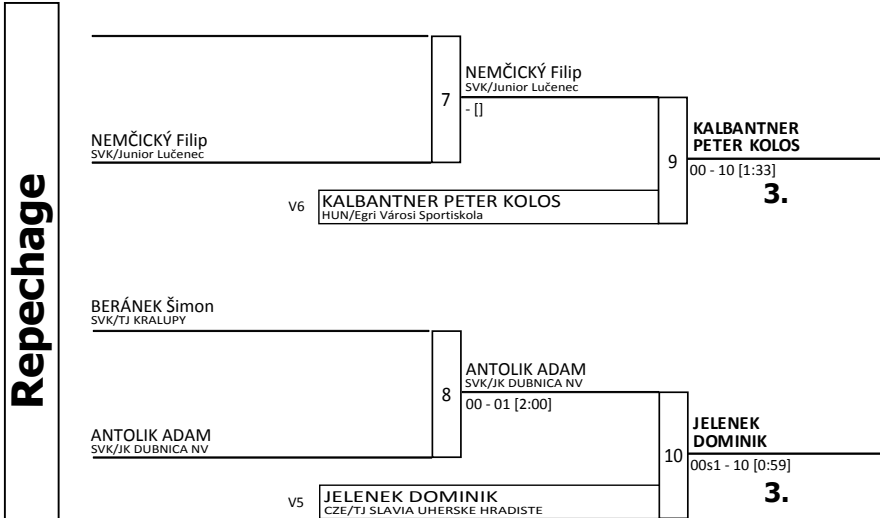 Repechage
NEMČICKÝ Filip
SVK/Junior Lučenec
7
NEMČICKÝ Filip
SVK/Junior Lučenec
- []
V6
KALBANTNER PETER KOLOS
HUN/Egri Városi Sportiskola
9
KALBANTNER
PETER KOLOS
00 - 10 [1:33]
3.
BERÁNEK Šimon
SVK/TJ KRALUPY
8
ANTOLIK ADAM
SVK/JK DUBNICA NV
00 - 01 [2:00]
ANTOLIK ADAM
SVK/JK DUBNICA NV
V5
JELENEK DOMINIK
CZE/TJ SLAVIA UHERSKE HRADISTE
10
JELENEK
DOMINIK
00s1 - 10 [0:59]
3.